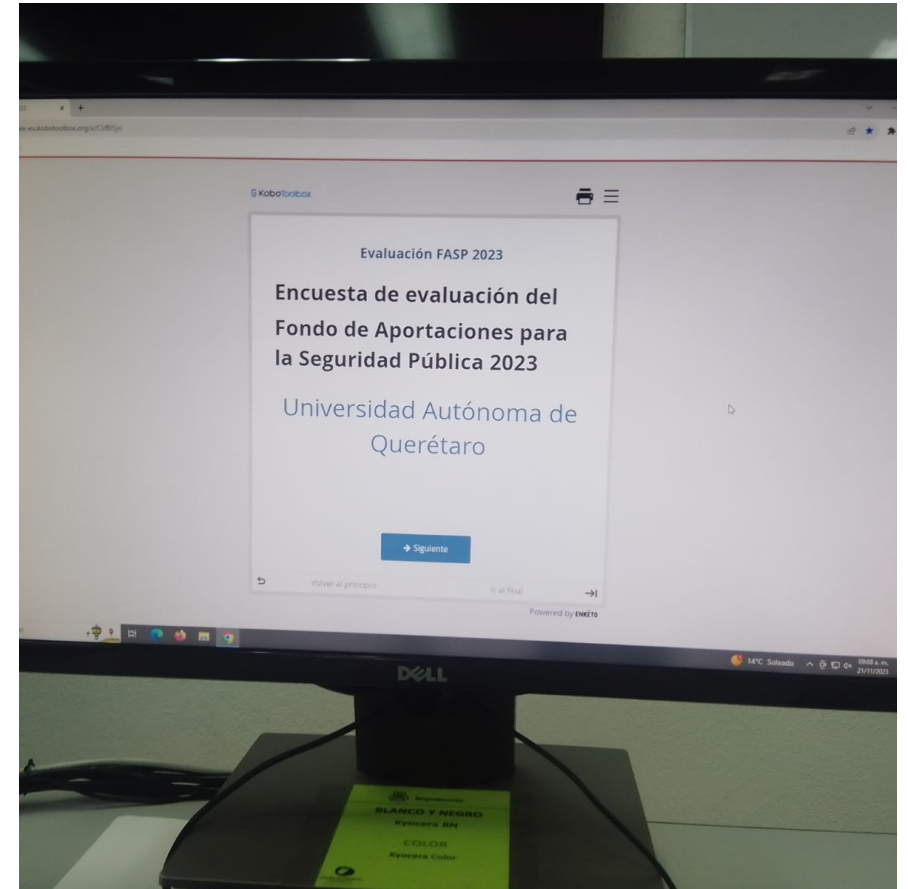 KoboToolbox
Evaluación FASP 2023
Encuesta de evaluación del
Fondo de Aportaciones para
la Seguridad Pública 2023
Universidad Autónoma de
Querétaro
Siguiente
Volver al principio
Ir al final
Powered by ENKETO
14°C Soleado
09:08 a. m.
21/11/2023
DELL
BLANCO Y NEGRO
Kyocera BN
COLOR
Kyocera Color